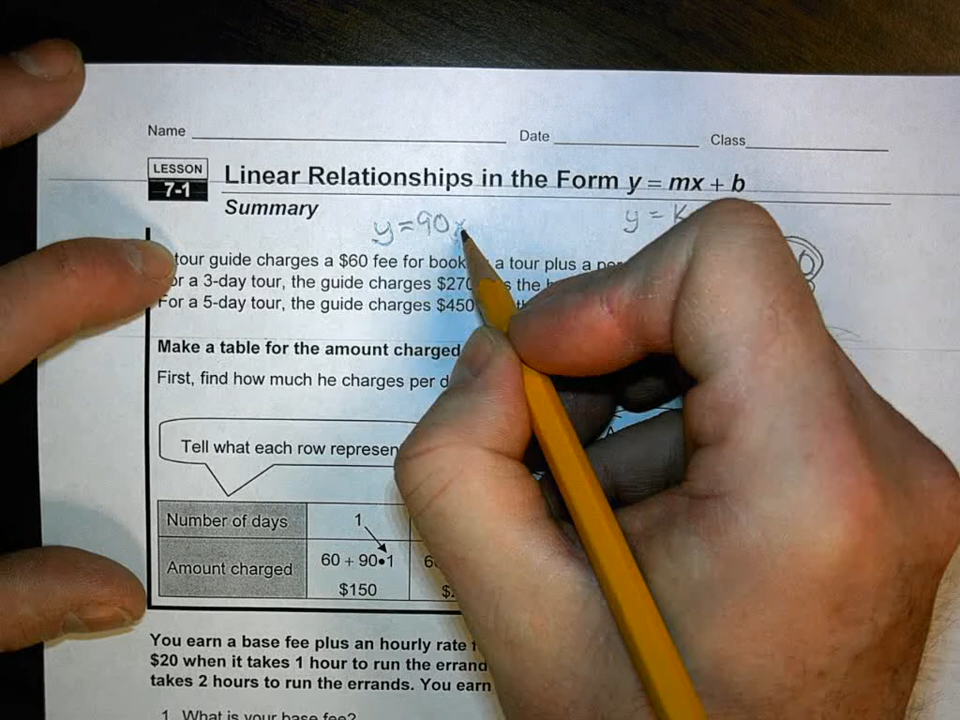 Name Date Class
LESSON
7-1
Linear Relationships in the Form y = mx + b
Summary
y=90x y = K
tour guide charges a $60 fee for a tour plus a
or a 3-day tour, the guide charges $270 the
For a 5-day tour, the guide charges $450
Make a table for the amount charged
First, find how much he charges per
Tell what each row
Number of days 1
Amount charged 60 + 90•1
$150
You earn a base fee plus an hourly rate
$20 when it takes 1 hour to run the
takes 2 hours to run the errands. You earn
1. What is your base fee?